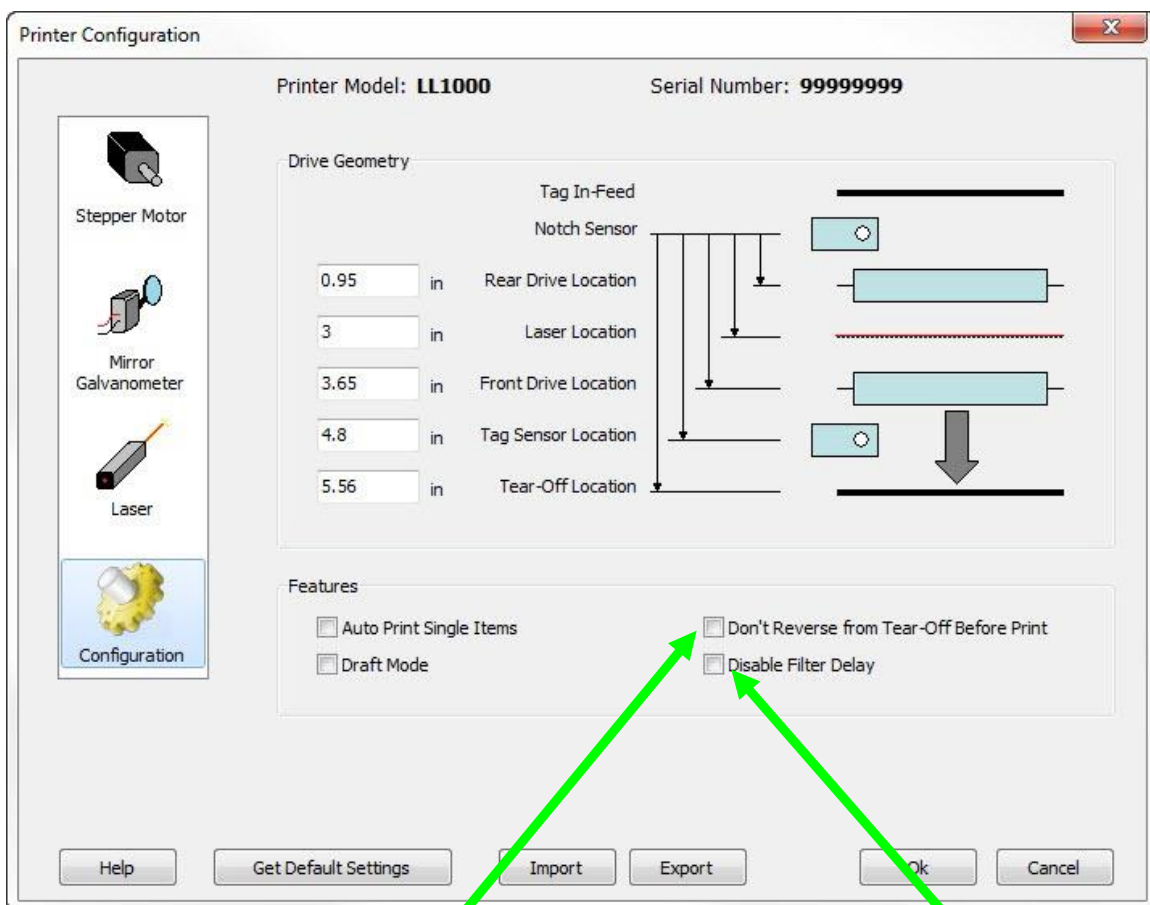 Printer Configuration
Printer Model: LL1000 Serial Number: 99999999
Stepper Motor
Mirror
Galvanometer
Laser
Configuration
Drive Geometry
Tag In-Feed
Notch Sensor
0.95 in Rear Drive Location
3 in Laser Location
3.65 in Front Drive Location
4.8 in Tag Sensor Location
5.56 in Tear-Off Location
Features
Auto Print Single Items Don't Reverse from Tear-Off Before Print
Draft Mode Disable Filter Delay
Help Get Default Settings Import Export Ok Cancel